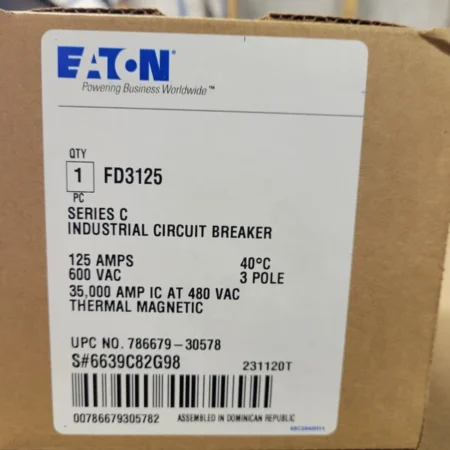 EATON
Powering Business Worldwide™
QTY
1 FD3125
PC
SERIES C
INDUSTRIAL CIRCUIT BREAKER
125 AMPS 40°C
600 VAC 3 POLE
35,000 AMP IC AT 480 VAC
THERMAL MAGNETIC
UPC NO. 786679-30578
S#6639C82G98 231120T
00786679305782 ASSEMBLED IN DOMINICAN REPUBLIC